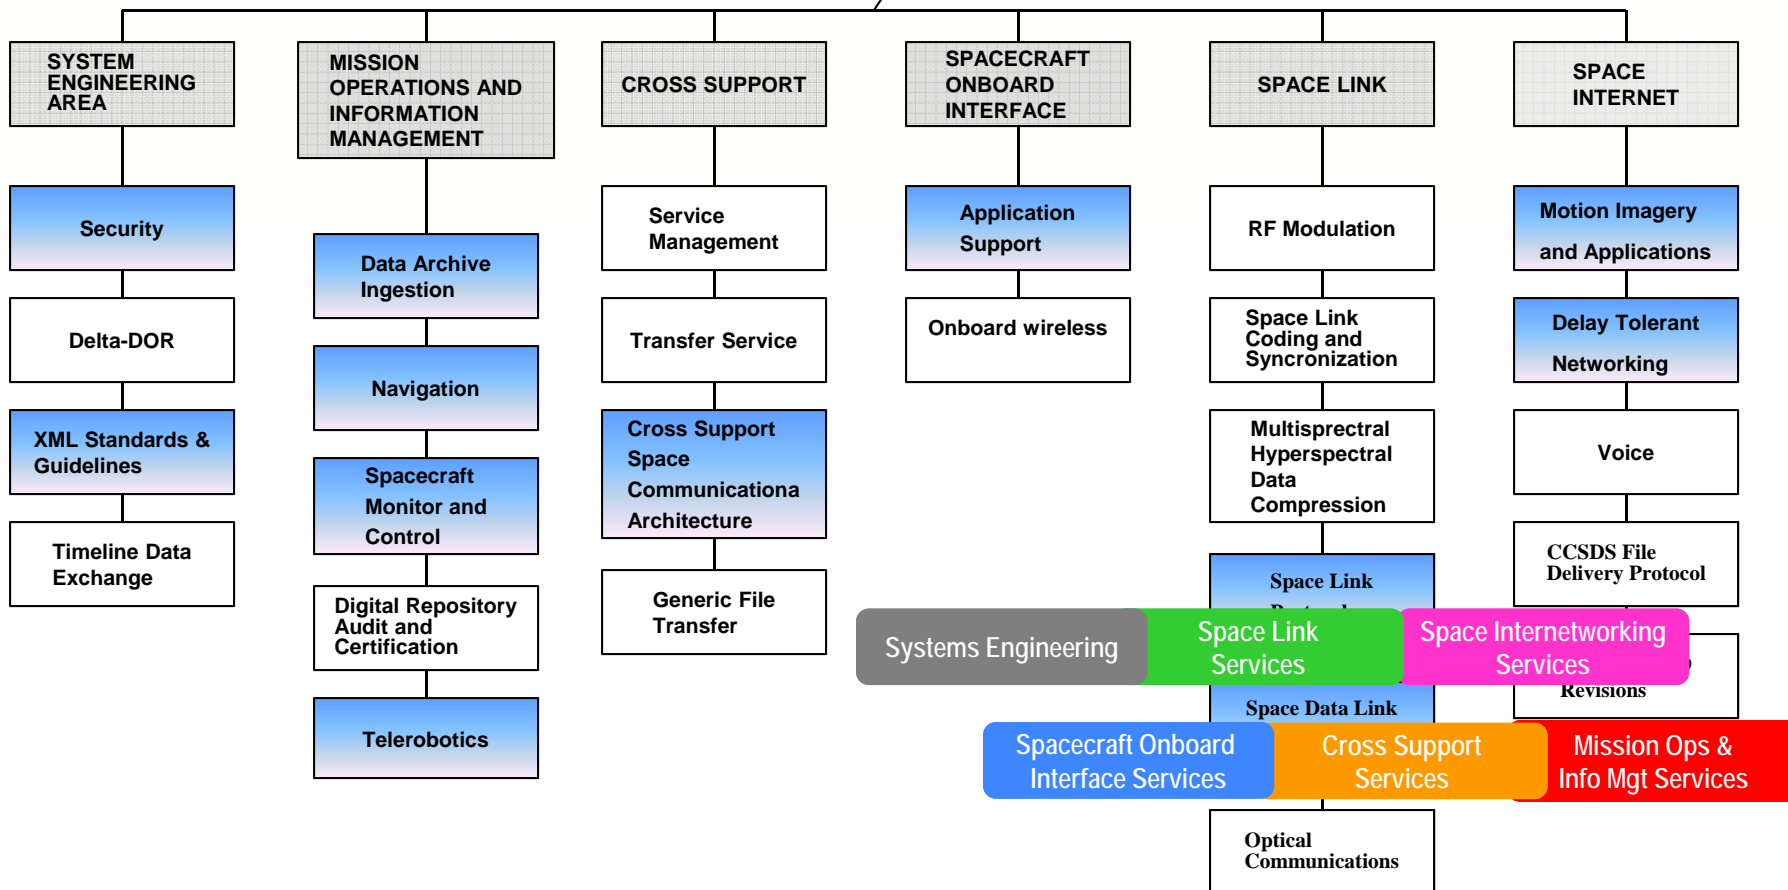 SYSTEM
ENGINEERING
AREA
MISSION
OPERATIONS AND
INFORMATION
MANAGEMENT
CROSS SUPPORT
SPACECRAFT
ONBOARD
INTERFACE
SPACE LINK
SPACE
INTERNET
Security
Delta-DOR
XML Standards &
Guidelines
Timeline Data
Exchange
Data Archive
Ingestion
Navigation
Spacecraft
Monitor and
Control
Digital Repository
Audit and
Certification
Telerobotics
Service
Management
Transfer Service
Cross Support
Space
Communicationa
Architecture
Generic File
Transfer
Application
Support
Onboard wireless
RF Modulation
Space Link
Coding and
Syncronization
Multisprectral
Hyperspectral
Data
Compression
Space Link
Space Data Link
Optical
Communications
Motion Imagery
and Applications
Delay Tolerant
Networking
Voice
CCSDS File
Delivery Protocol
Revisions
Systems Engineering
Space Link
Services
Space Internetworking
Services
Spacecraft Onboard
Interface Services
Cross Support
Services
Mission Ops &
Info Mgt Services